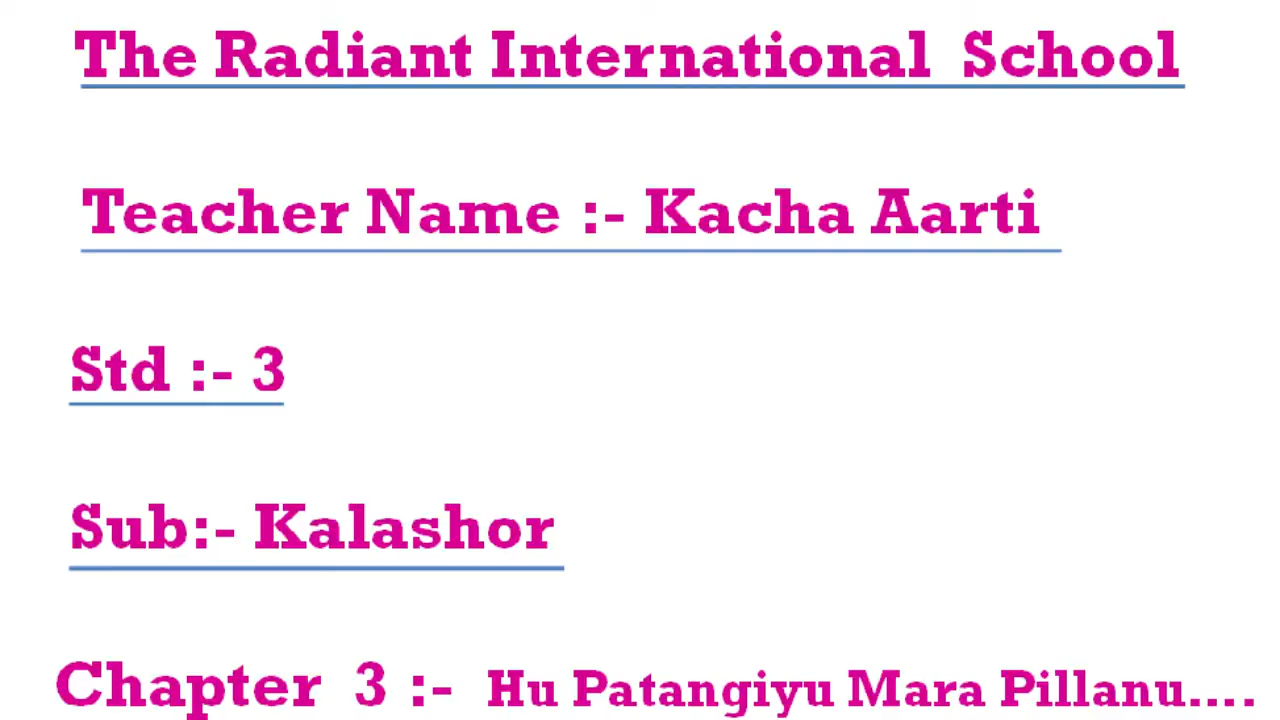 The Radiant International School
Teacher Name :- Kacha Aarti
Std :- 3
Sub:- Kalashor
Chapter 3 :- Hu Patangiyu Mara Pillanu....